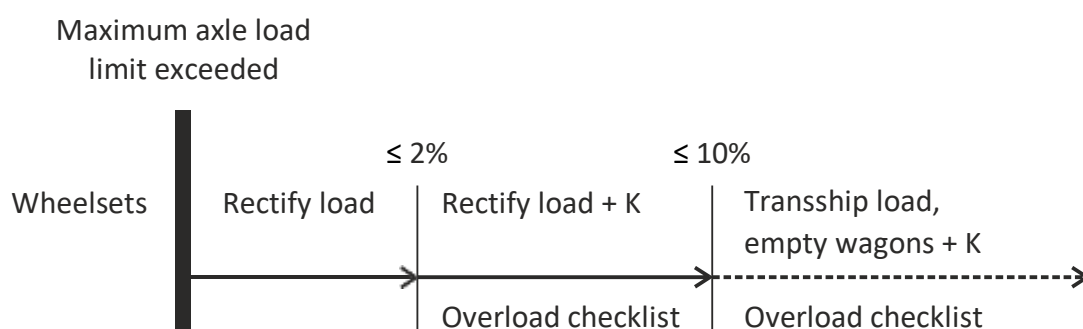 Maximum axle load
limit exceeded
≤ 2%
≤ 10%
Wheelsets
Rectify load
Rectify load + K
Transship load,
empty wagons + K
Overload checklist
Overload checklist